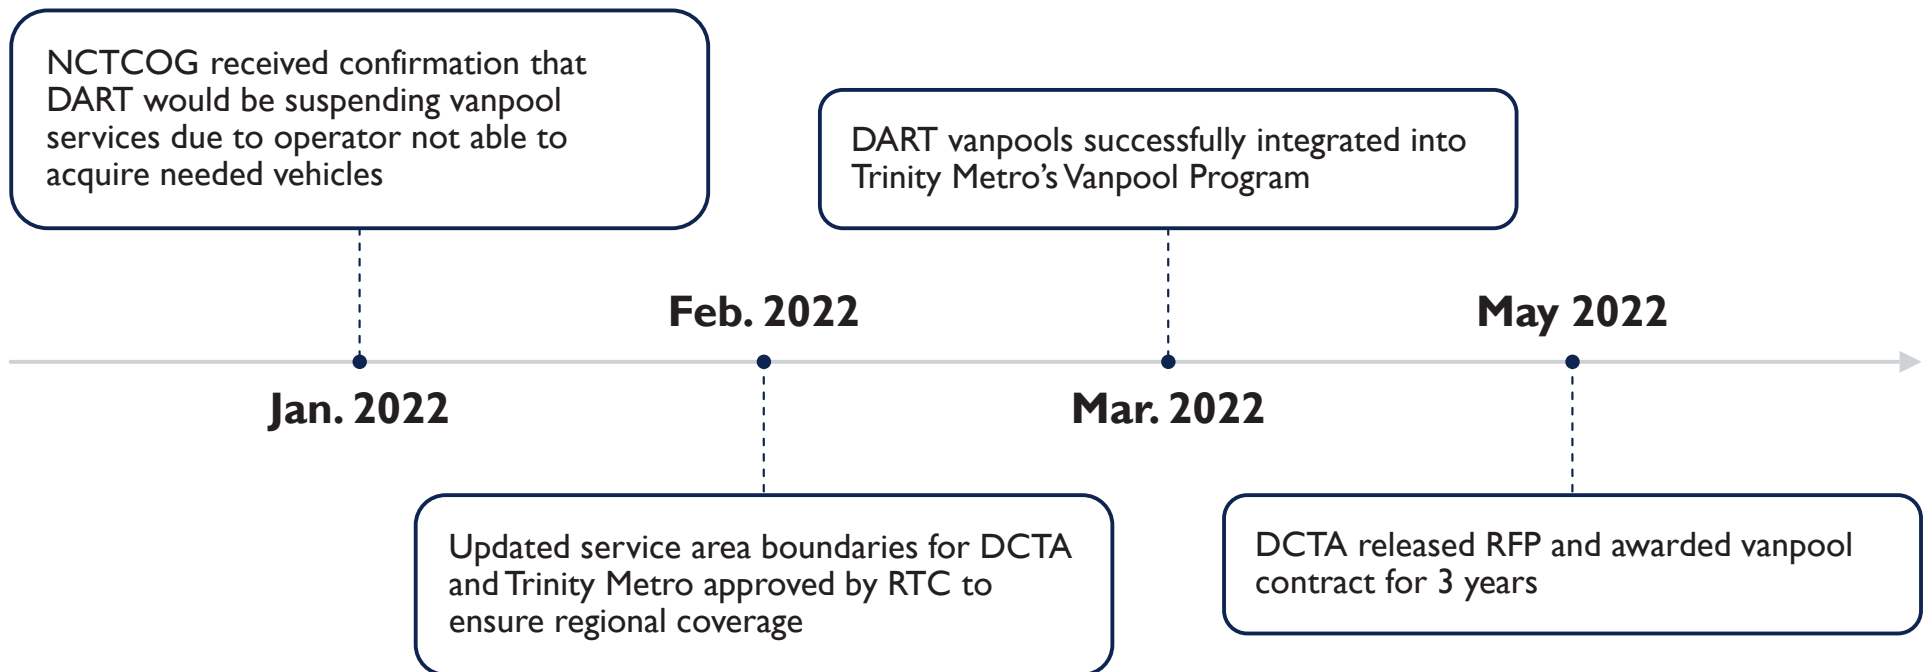 NCTCOG received confirmation that
DART would be suspending vanpool
services due to operator not able to
acquire needed vehicles
Jan. 2022
Feb. 2022
Updated service area boundaries for DCTA
and Trinity Metro approved by RTC to
ensure regional coverage
DART vanpools successfully integrated into
Trinity Metro’s Vanpool Program
Mar. 2022
May 2022
DCTA released RFP and awarded vanpool
contract for 3 years